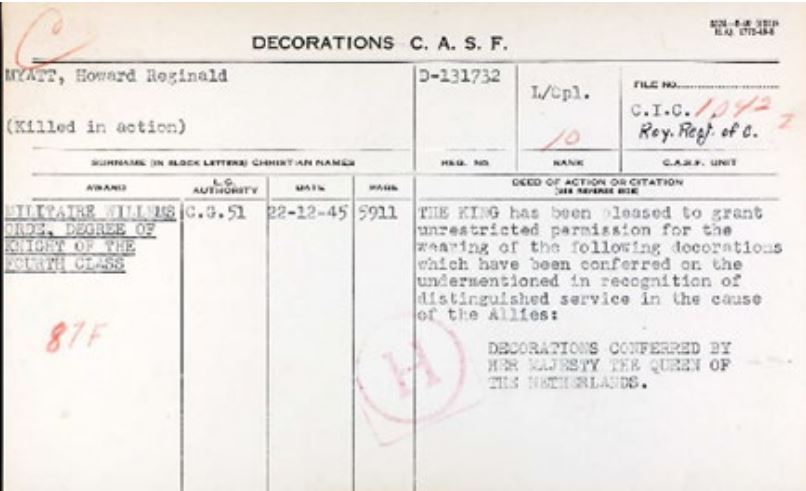 C
DECORATIONS C. A. S. F.
MYATT, Howard Reginald
(Killed in action)
D-131732
L/Cpl.
10
FILE NO.
C.I.C. 1042
Roy. Regt. of C.
SURNAME (IN BLOCK LETTERS) CHRISTIAN NAMES
REG. NO.
RANK
C.A.S.F. UNIT
AWARD
L.G. AUTHORITY
DATE
PAGE
DEED OF ACTION OR CITATION
(SEE REVERSE SIDE)
MILITAIRE WILLEMS
ORDE, DEGREE OF
KNIGHT OF THE
FOURTH CLASS
C.G.51
22-12-45
5911
THE KING has been pleased to grant
unrestricted permission for the
wearing of the following decorations
which have been conferred on the
undermentioned in recognition of
distinguished service in the cause
of the Allies:
DECORATIONS CONFERRED BY
HER MAJESTY THE QUEEN OF
THE NETHERLANDS.
87F
H